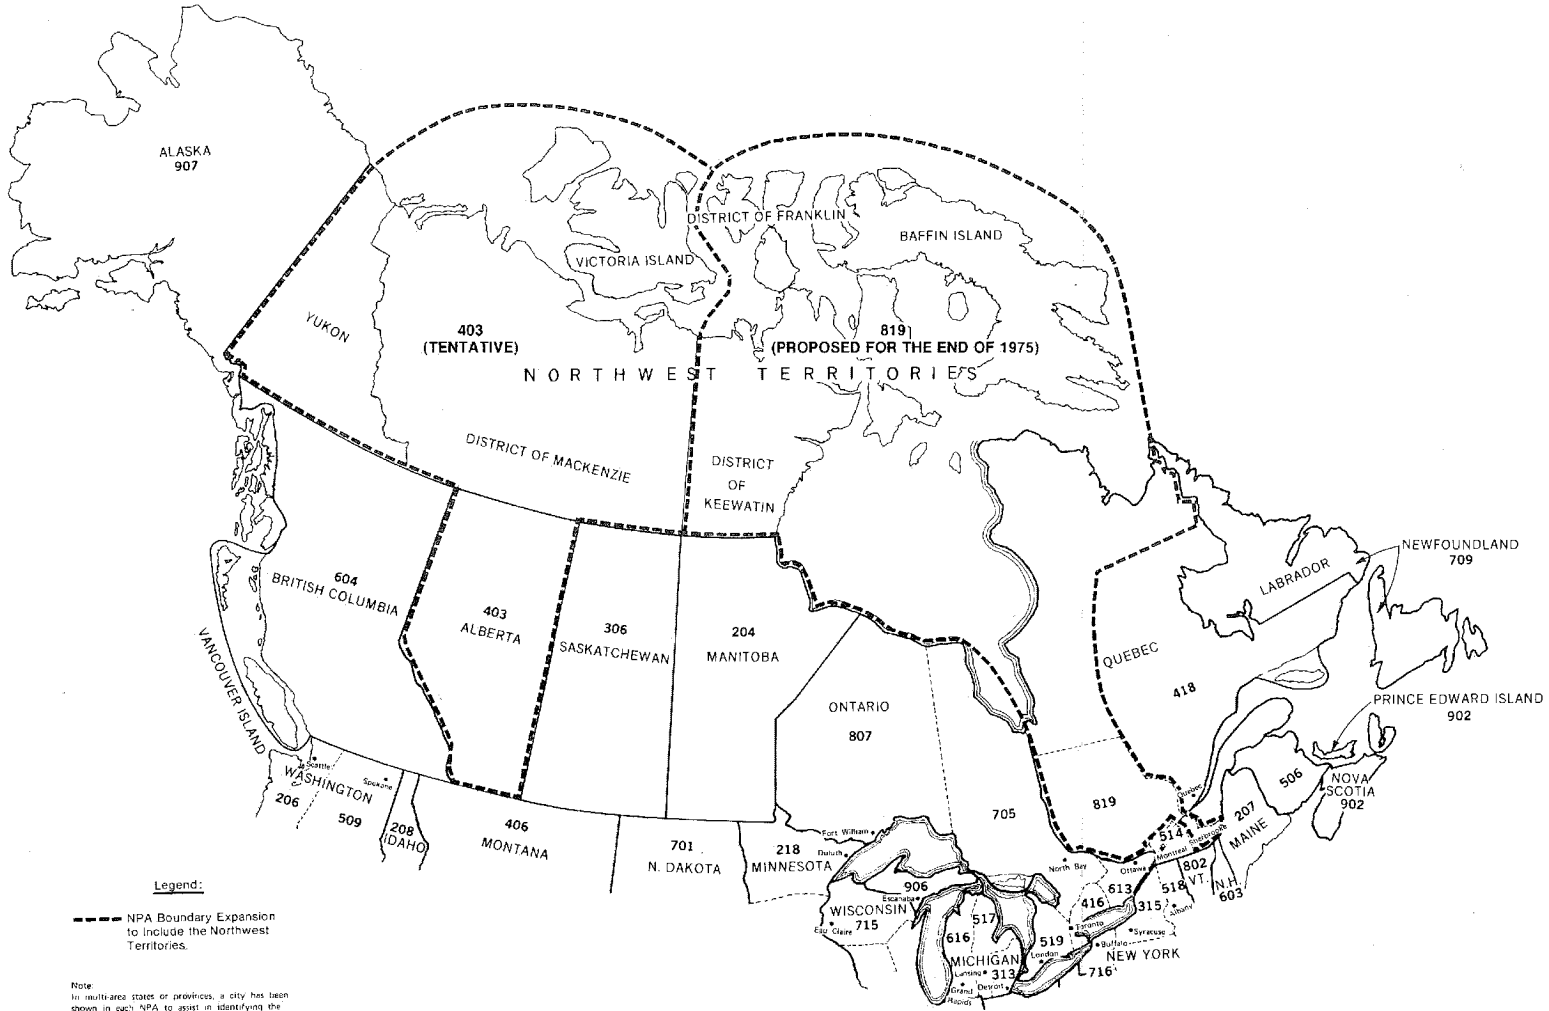 ALASKA
907
DISTRICT OF FRANKLIN
BAFFIN ISLAND
VICTORIA ISLAND
YUKON
403
(TENTATIVE)
819
(PROPOSED FOR THE END OF 1975)
NORTHWEST TERRITORIES
DISTRICT OF MACKENZIE
DISTRICT
OF
KEEWATIN
604
BRITISH COLUMBIA
403
ALBERTA
306
SASKATCHEWAN
204
MANITOBA
VANCOUVER ISLAND
ONTARIO
807
QUEBEC
418
LABRADOR
NEWFOUNDLAND
709
PRINCE EDWARD ISLAND
902
NOVA
SCOTIA
902
506
207
MAINE
705
819
514
Quebec
Montreal
Sherbrooke
Seattle
WASHINGTON
Spokane
206
509
208
IDAHO
406
MONTANA
701
N. DAKOTA
218
MINNESOTA
Fort William
Duluth
906
Escanaba
WISCONSIN
715
Eau Claire
616
517
MICHIGAN
Lansing
313
Grand
Rapids
Detroit
519
London
North Bay
Ottawa
613
416
Toronto
315
518
Albany
802
VT.
N.H.
603
Syracuse
Buffalo
NEW YORK
716
Legend:
NPA Boundary Expansion
to Include the Northwest
Territories.
Note:
In multi-area states or provinces, a city has been
shown in each NPA to assist in identifying the